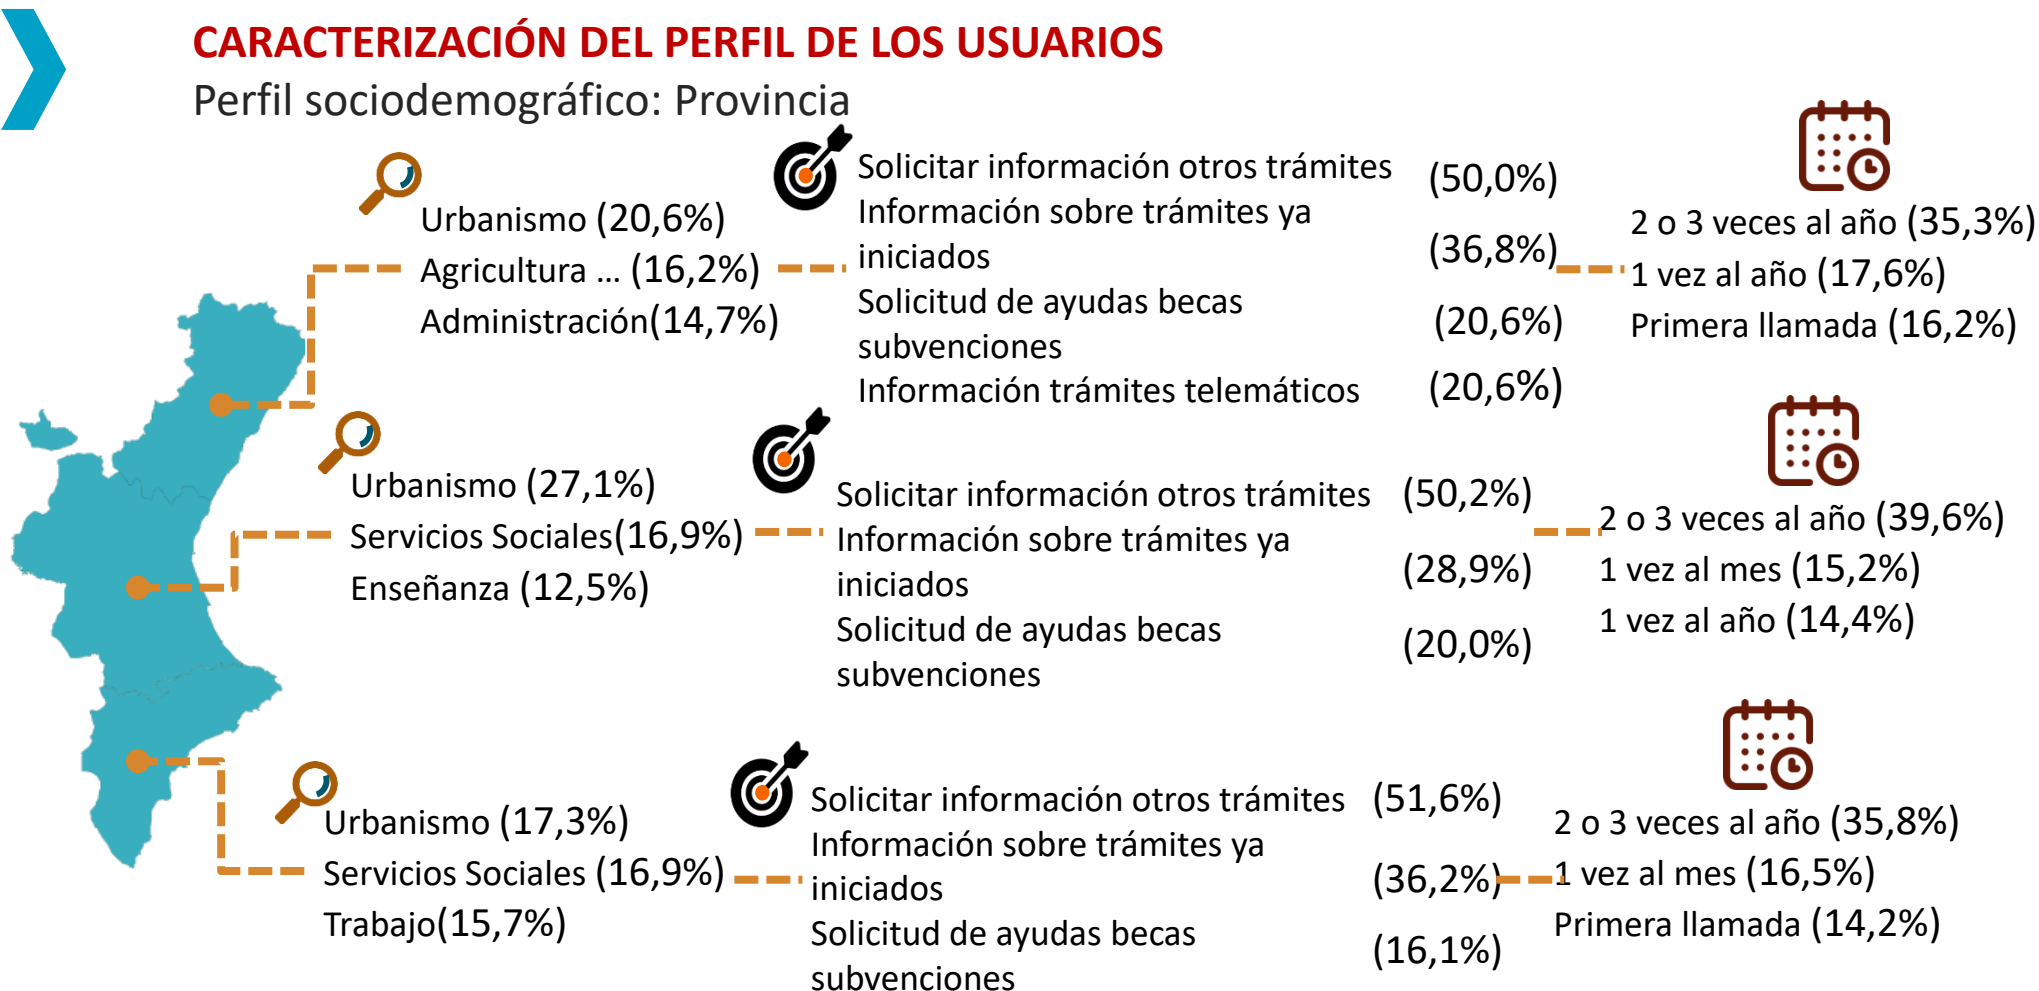 CARACTERIZACIÓN DEL PERFIL DE LOS USUARIOS
Perfil sociodemográfico: Provincia
Urbanismo (20,6%)
Agricultura ... (16,2%)
Administración(14,7%)
Solicitar información otros trámites (50,0%)
Información sobre trámites ya
iniciados (36,8%)
Solicitud de ayudas becas
subvenciones (20,6%)
Información trámites telemáticos (20,6%)
2 o 3 veces al año (35,3%)
1 vez al año (17,6%)
Primera llamada (16,2%)
Urbanismo (27,1%)
Servicios Sociales(16,9%)
Enseñanza (12,5%)
Solicitar información otros trámites (50,2%)
Información sobre trámites ya
iniciados (28,9%)
Solicitud de ayudas becas
subvenciones (20,0%)
2 o 3 veces al año (39,6%)
1 vez al mes (15,2%)
1 vez al año (14,4%)
Urbanismo (17,3%)
Servicios Sociales (16,9%)
Trabajo(15,7%)
Solicitar información otros trámites (51,6%)
Información sobre trámites ya
iniciados (36,2%)
Solicitud de ayudas becas
subvenciones (16,1%)
2 o 3 veces al año (35,8%)
1 vez al mes (16,5%)
Primera llamada (14,2%)